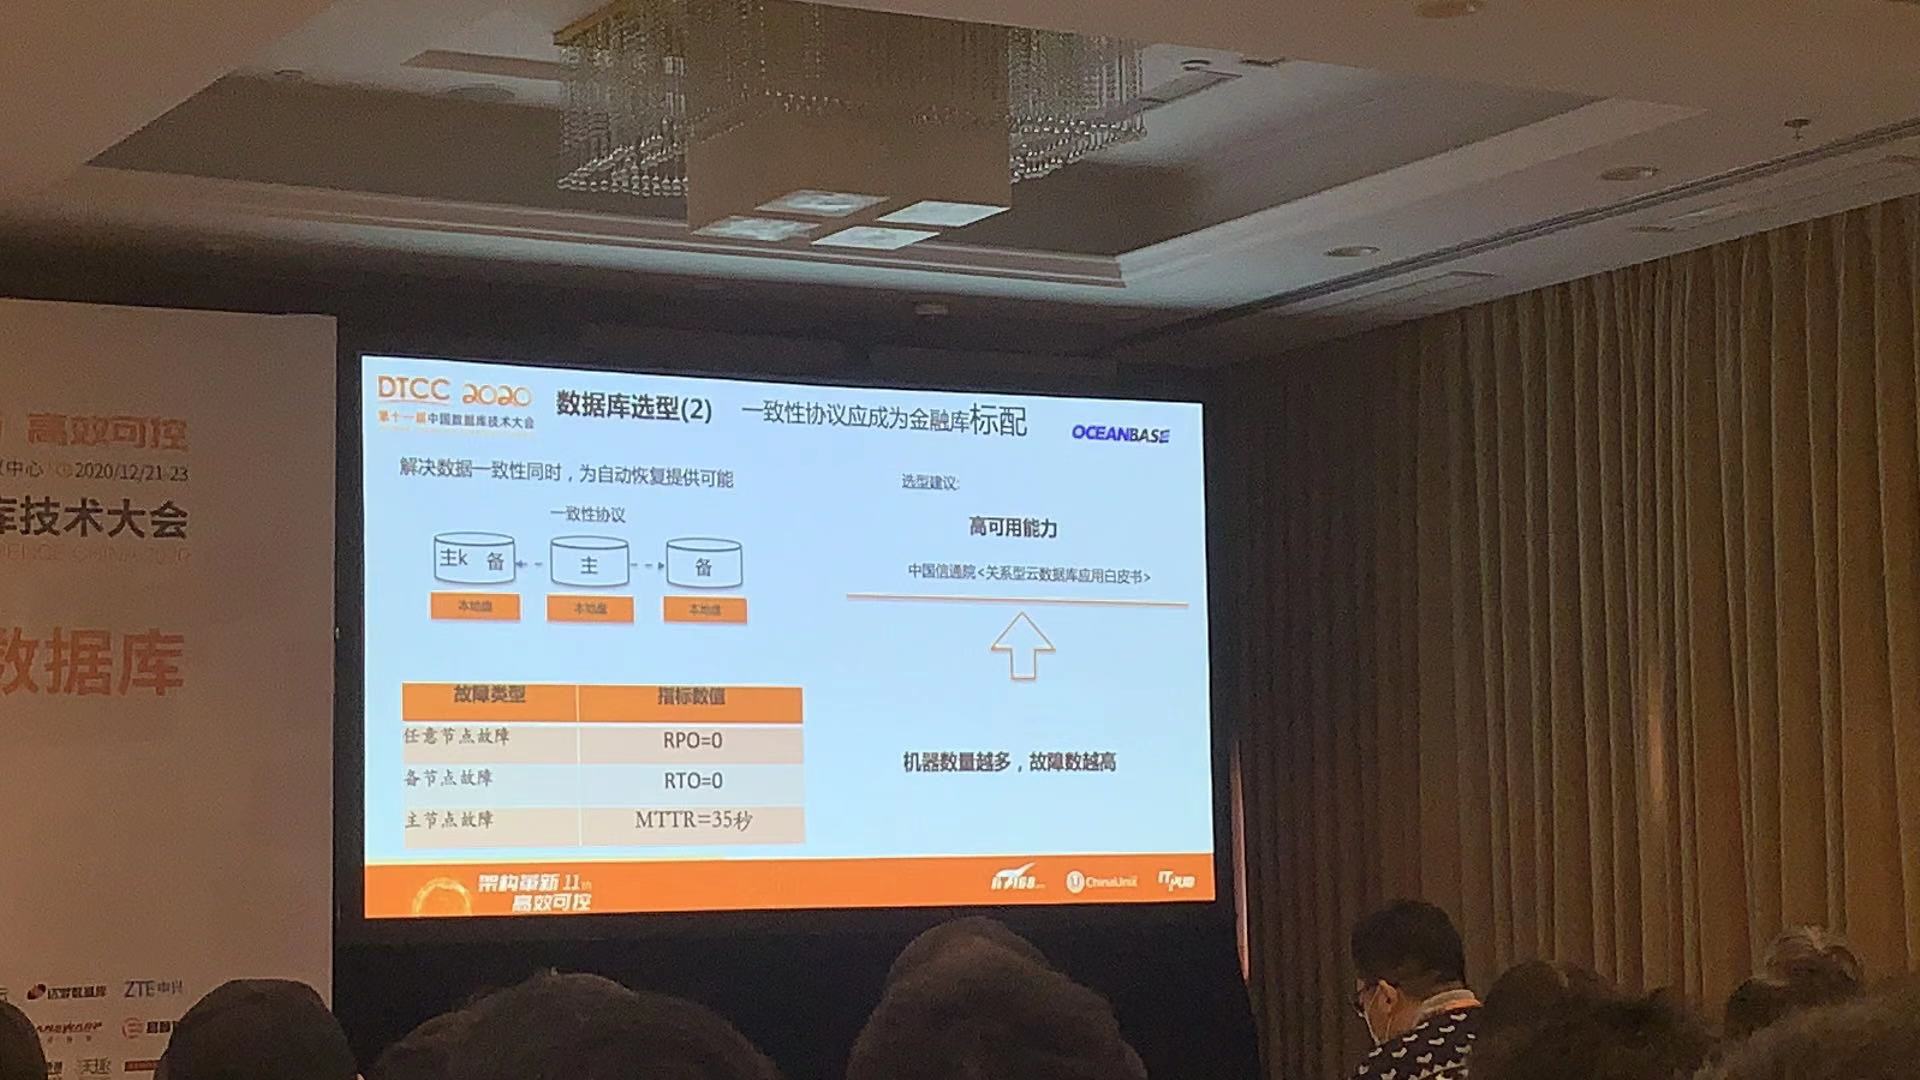 高效可控
中心 2020/12/21-23
库技术大会
数据库
ZTE中兴
DTCC 2020
第十一届中国数据库技术大会
数据库选型(2)
一致性协议应成为金融库标配
OCEANBASE
解决数据一致性同时，为自动恢复提供可能
一致性协议
主k 备
主
备
本地盘
本地盘
本地盘
故障类型 指标数值
任意节点故障 RPO=0
备节点故障 RTO=0
主节点故障 MTTR=35秒
选型建议:
高可用能力
中国信通院<关系型云数据库应用白皮书>
机器数量越多，故障数越高
架构革新 11th
高效可控
IT168
ChinaUnix
ITPUB